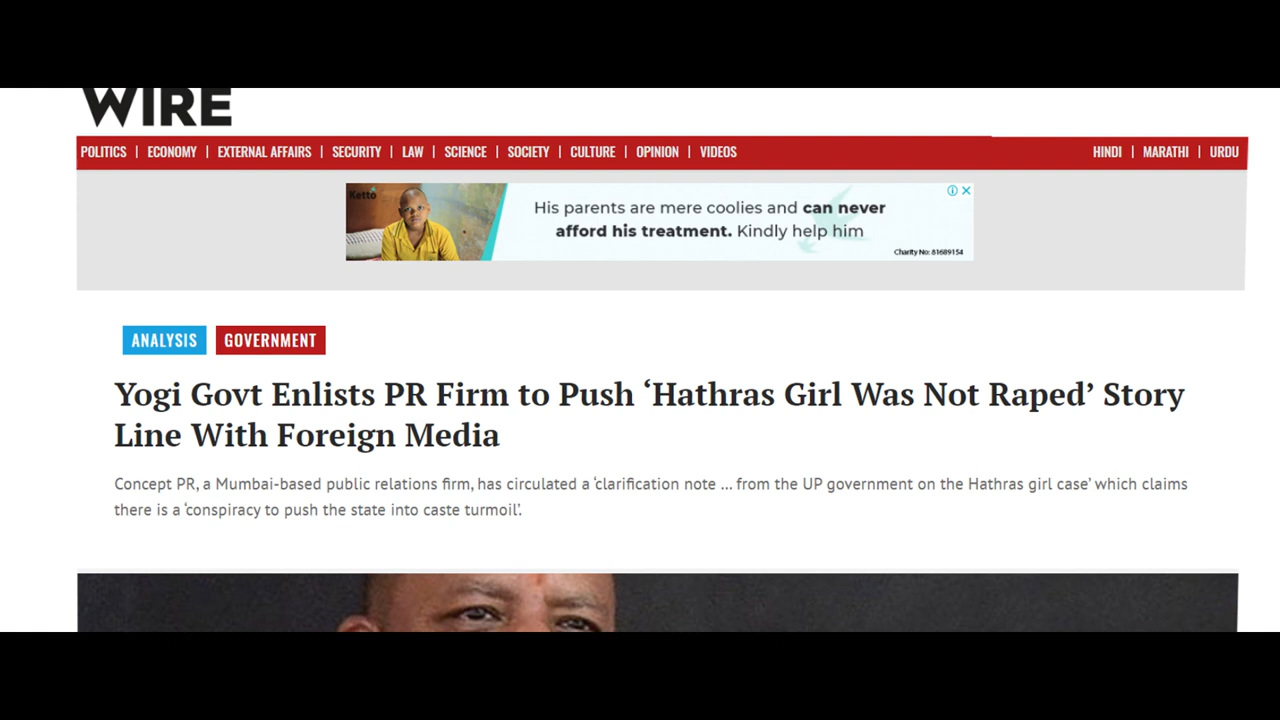 WIRE
POLITICS | ECONOMY | EXTERNAL AFFAIRS | SECURITY | LAW | SCIENCE | SOCIETY | CULTURE | OPINION | VIDEOS
HINDI | MARATHI | URDU
Ketto
His parents are mere coolies and can never
afford his treatment. Kindly help him
Charity No: 81689154
ANALYSIS GOVERNMENT
Yogi Govt Enlists PR Firm to Push ‘Hathras Girl Was Not Raped’ Story
Line With Foreign Media
Concept PR, a Mumbai-based public relations firm, has circulated a ‘clarification note ... from the UP government on the Hathras girl case’ which claims
there is a ‘conspiracy to push the state into caste turmoil’.